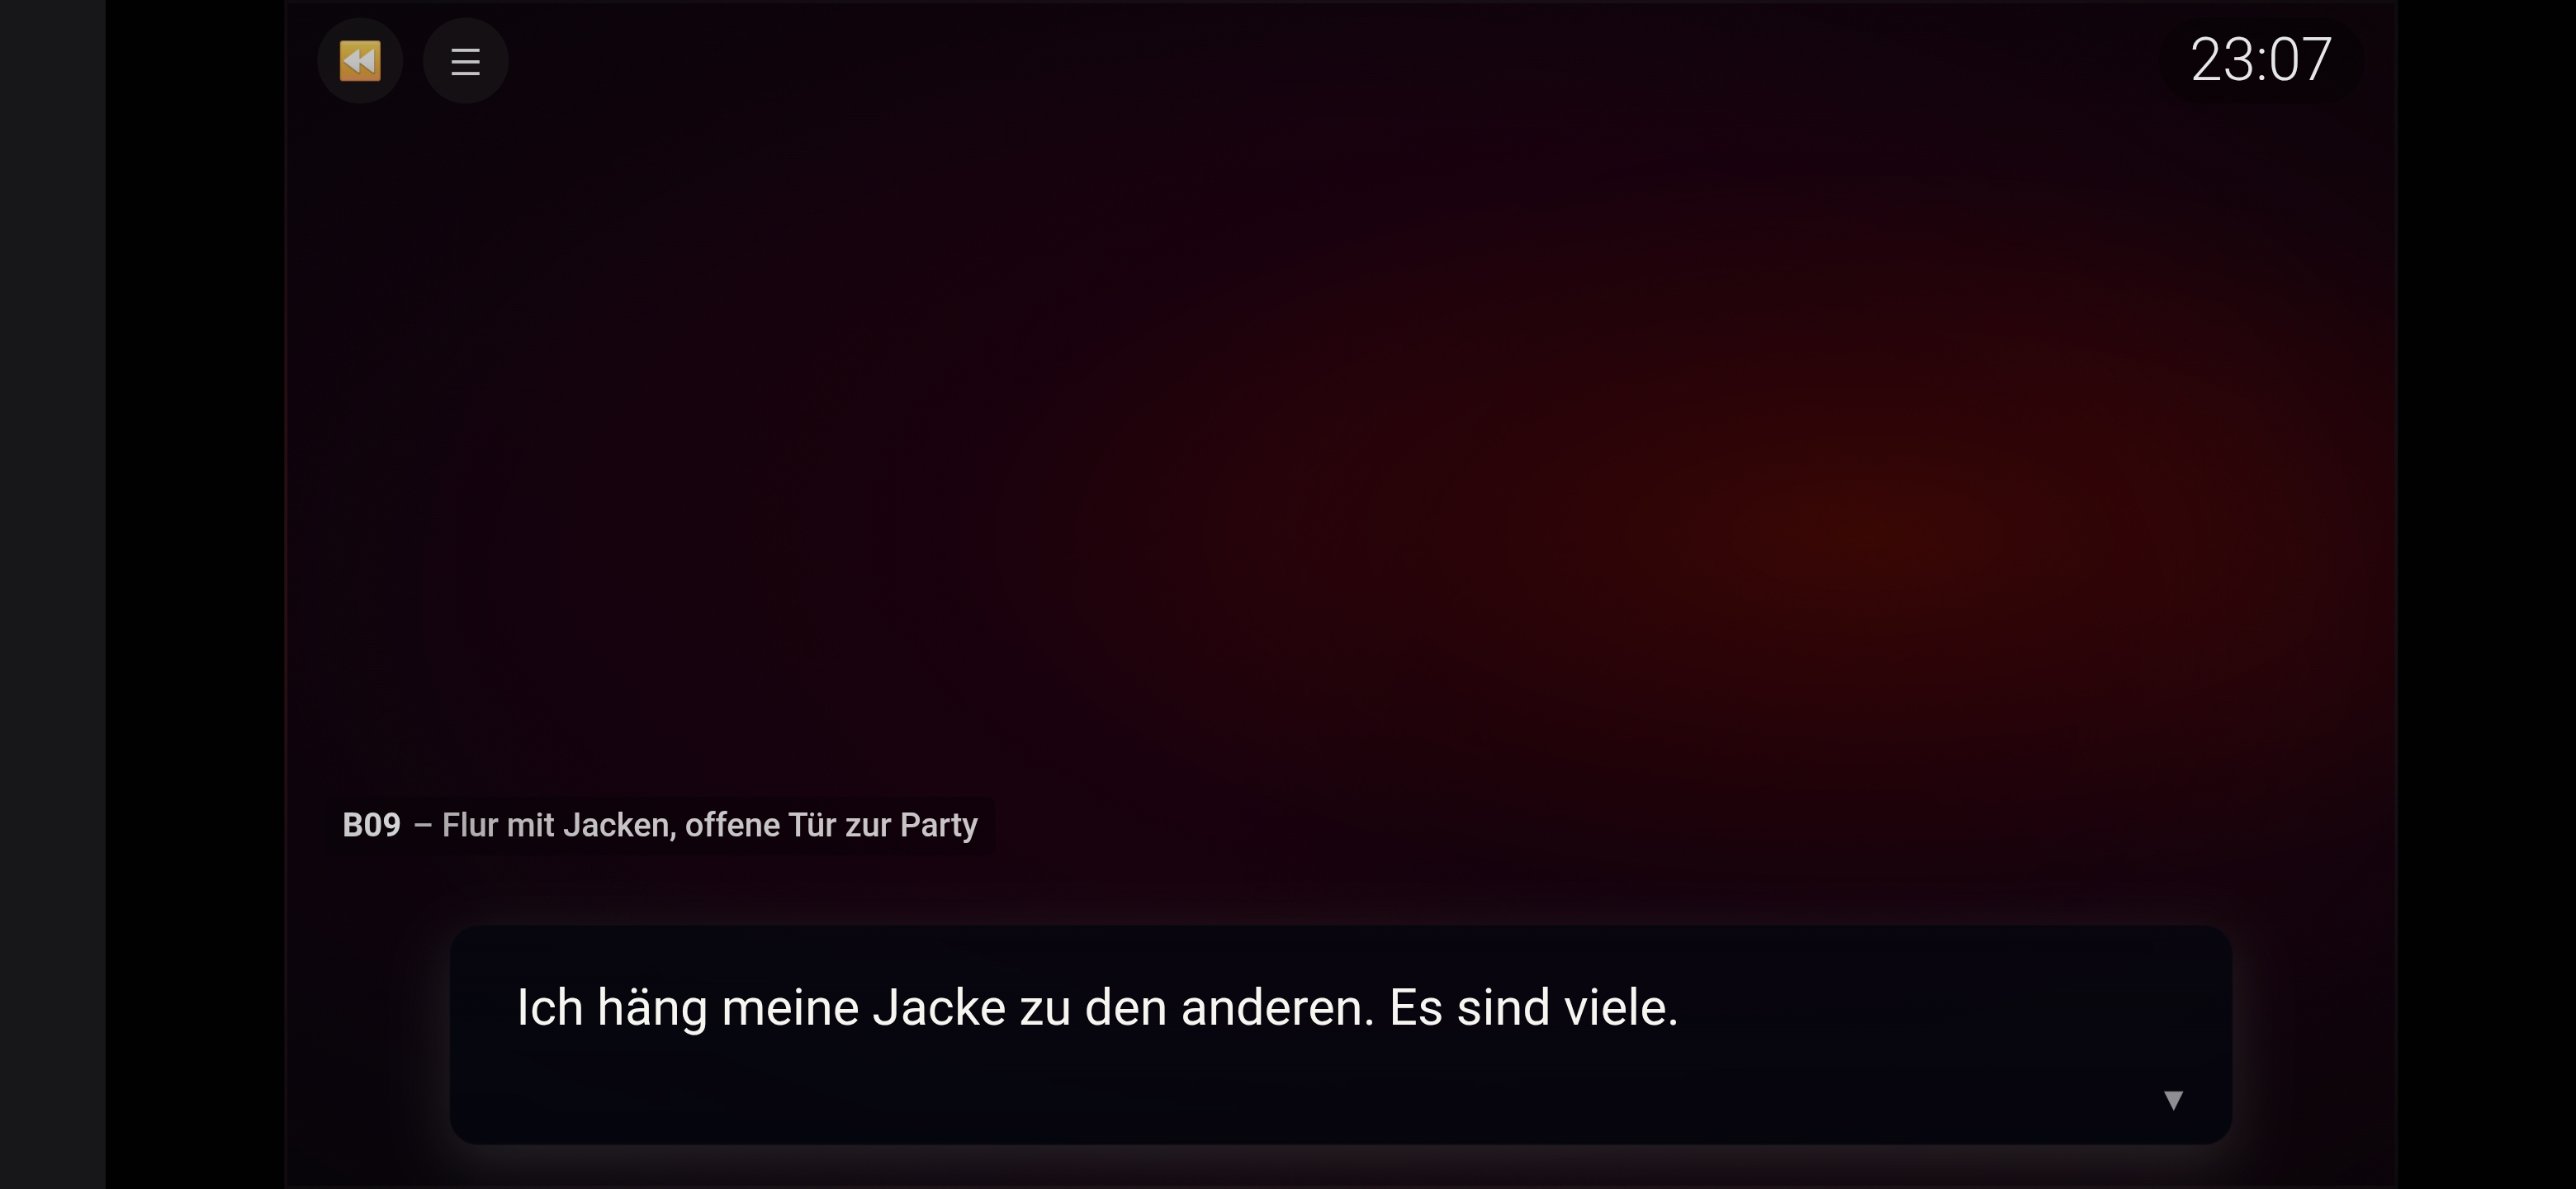 23:07
B09 – Flur mit Jacken, offene Tür zur Party
Ich häng meine Jacke zu den anderen. Es sind viele.